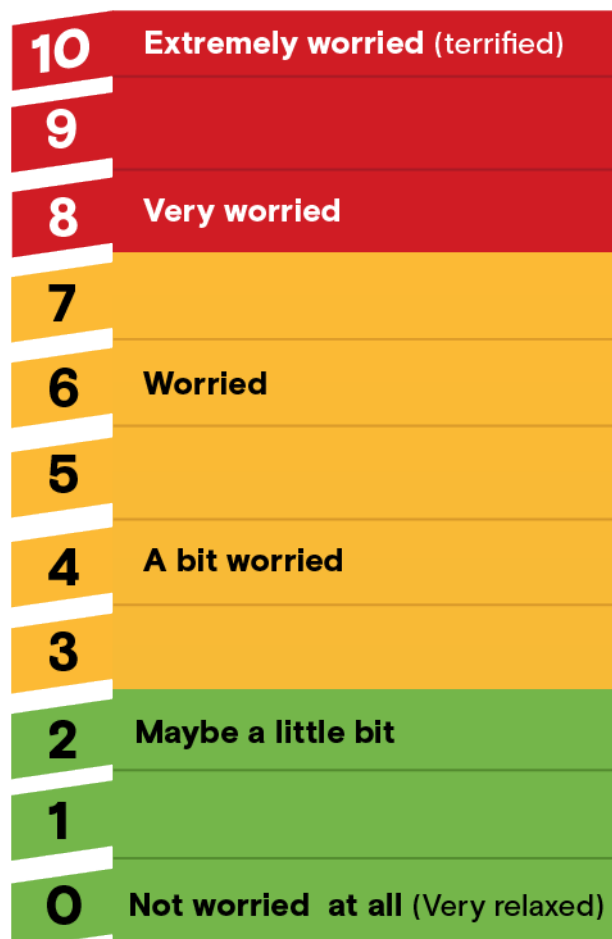 10 Extremely worried (terrified)
9
8 Very worried
7
6 Worried
5
4 A bit worried
3
2 Maybe a little bit
1
0 Not worried  at all (Very relaxed)